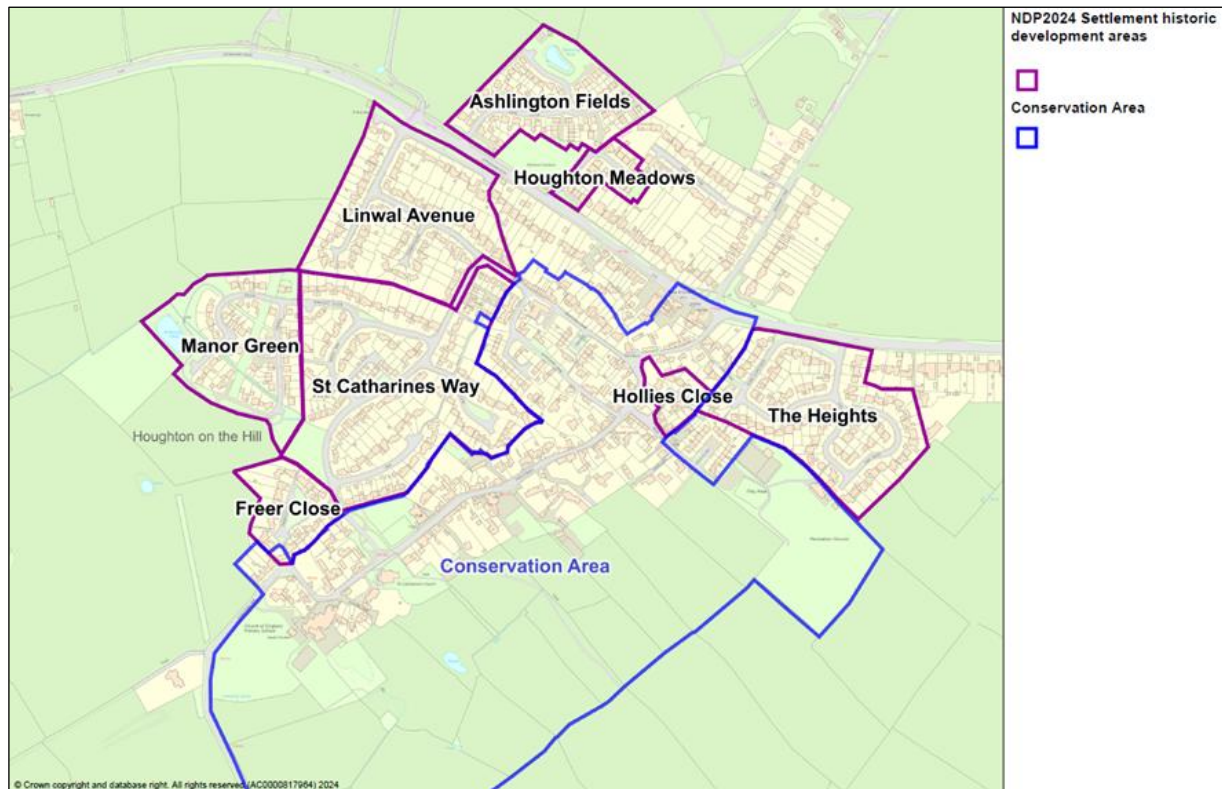 NDP2024 Settlement historic
development areas
Conservation Area
Ashlington Fields
Houghton Meadows
Linwal Avenue
Manor Green
St Catharines Way
Hollies Close
The Heights
Houghton on the Hill
Freer Close
Conservation Area
Recreation Ground
© Crown copyright and database right. All rights reserved (AC0000817964) 2024